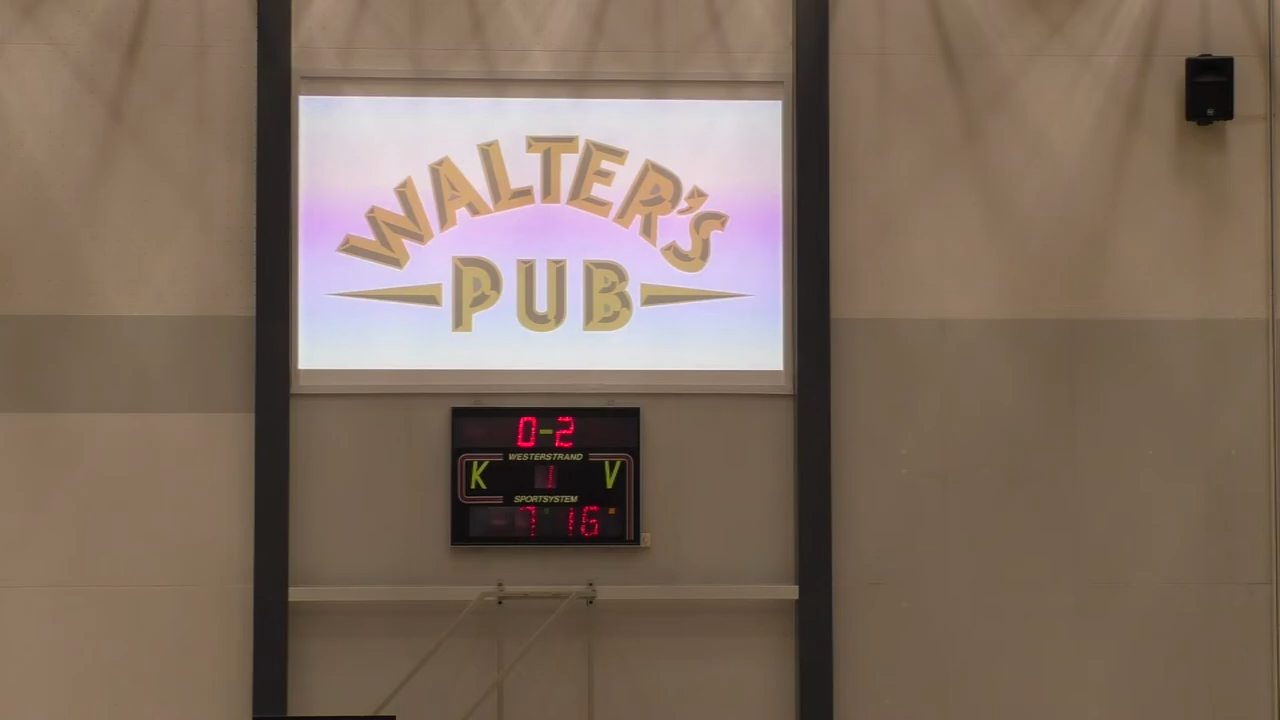 WALTER'S
PUB
0-2
WESTERSTRAND
K 1 V
SPORTSYSTEM
7 16